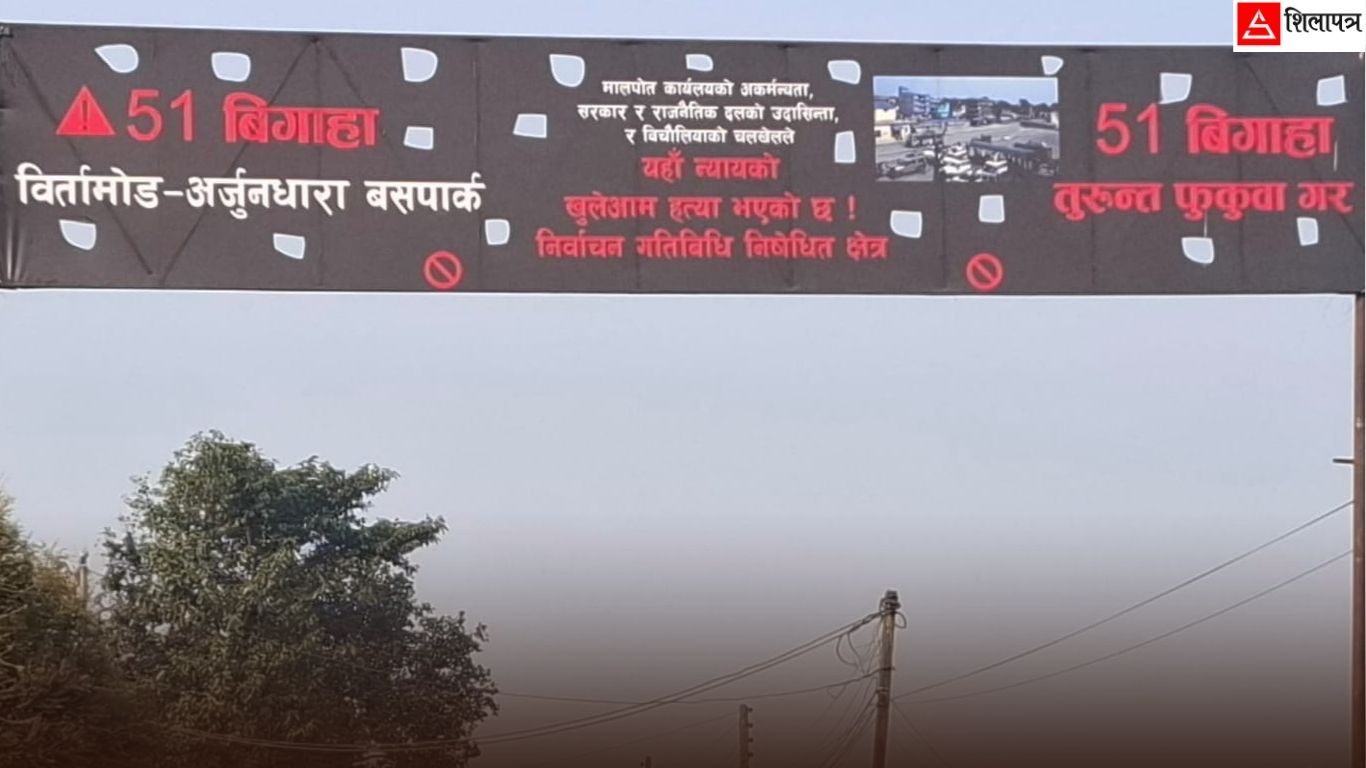 शिलापत्र
51 बिगाहा
विर्तामोड-अर्जुनधारा बसपार्क
मालपोत कार्यलयको अकर्मन्यता,
सरकार र राजनैतिक दलको उदासिन्ता,
र विचौलियाको चलखेलले
यहाँ न्यायको
खुलेआम हत्या भएको छ !
निर्वाचन गतिबिधि निषेधित क्षेत्र
51 बिगाहा
तुरुन्त फुकुवा गर